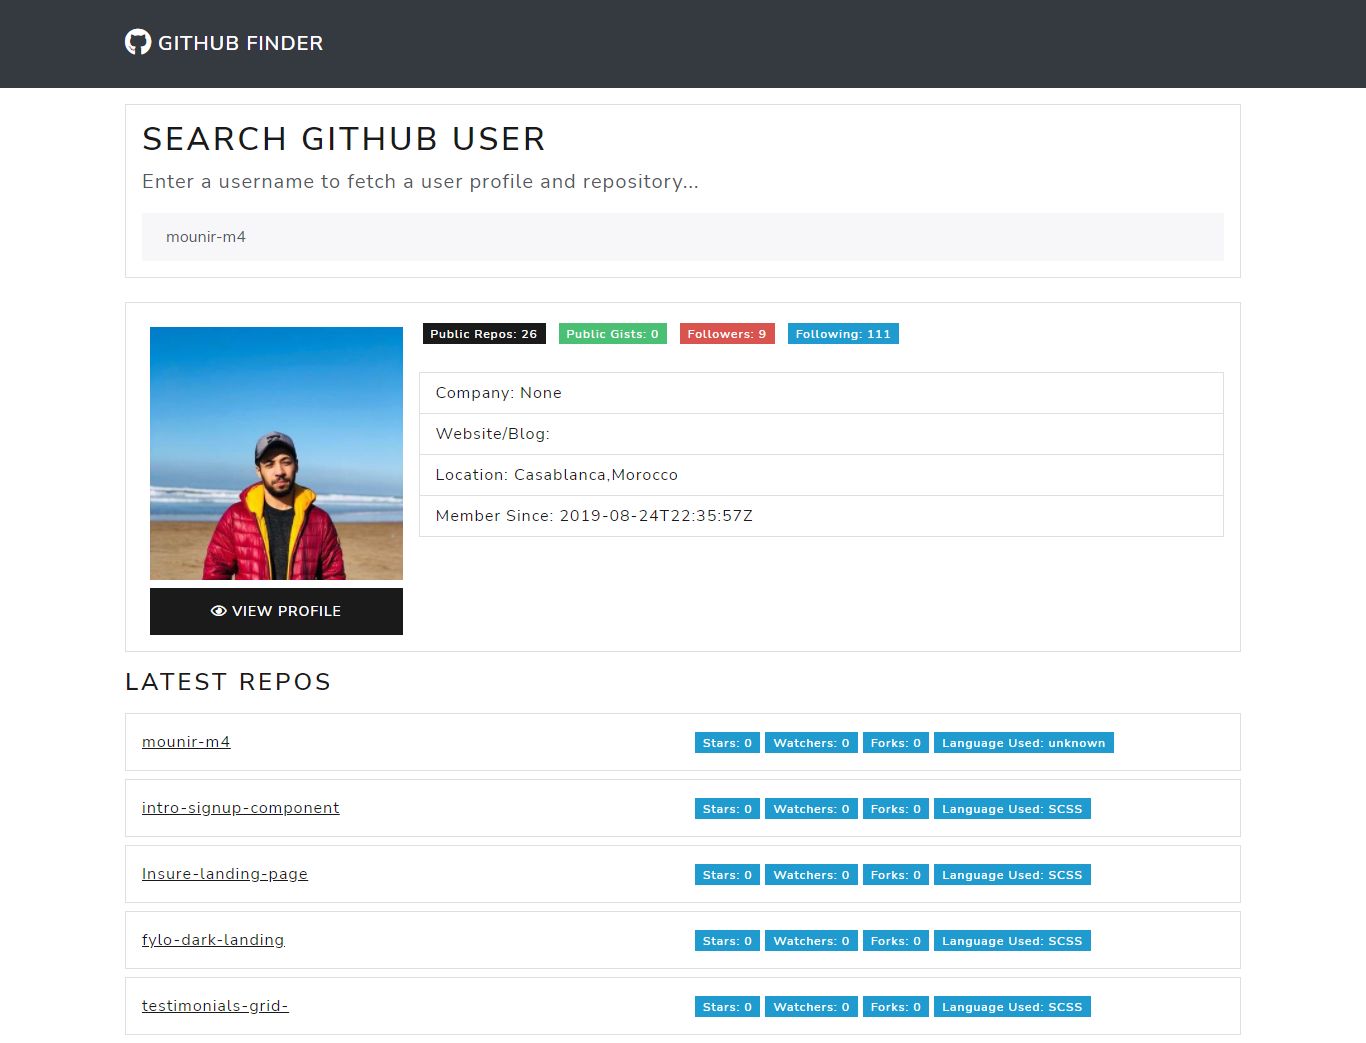 GITHUB FINDER
SEARCH GITHUB USER
Enter a username to fetch a user profile and repository...
mounir-m4
Public Repos: 26 Public Gists: 0 Followers: 9 Following: 111
Company: None
Website/Blog:
Location: Casablanca,Morocco
Member Since: 2019-08-24T22:35:57Z
VIEW PROFILE
LATEST REPOS
mounir-m4 Stars: 0 Watchers: 0 Forks: 0 Language Used: unknown
intro-signup-component Stars: 0 Watchers: 0 Forks: 0 Language Used: SCSS
Insure-landing-page Stars: 0 Watchers: 0 Forks: 0 Language Used: SCSS
fylo-dark-landing Stars: 0 Watchers: 0 Forks: 0 Language Used: SCSS
testimonials-grid- Stars: 0 Watchers: 0 Forks: 0 Language Used: SCSS